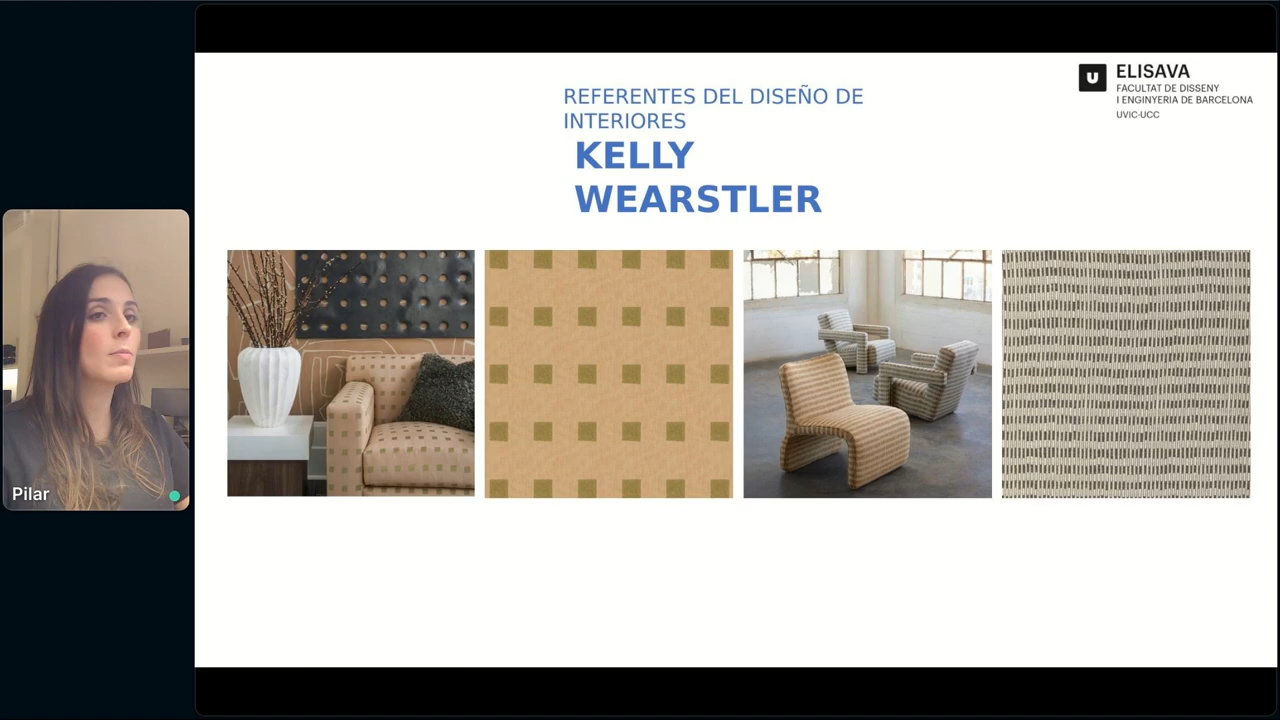 REFERENTES DEL DISEÑO DE
INTERIORES
KELLY
WEARSTLER
U
ELISAVA
FACULTAT DE DISSENY
I ENGINYERIA DE BARCELONA
UVIC·UCC
Pilar